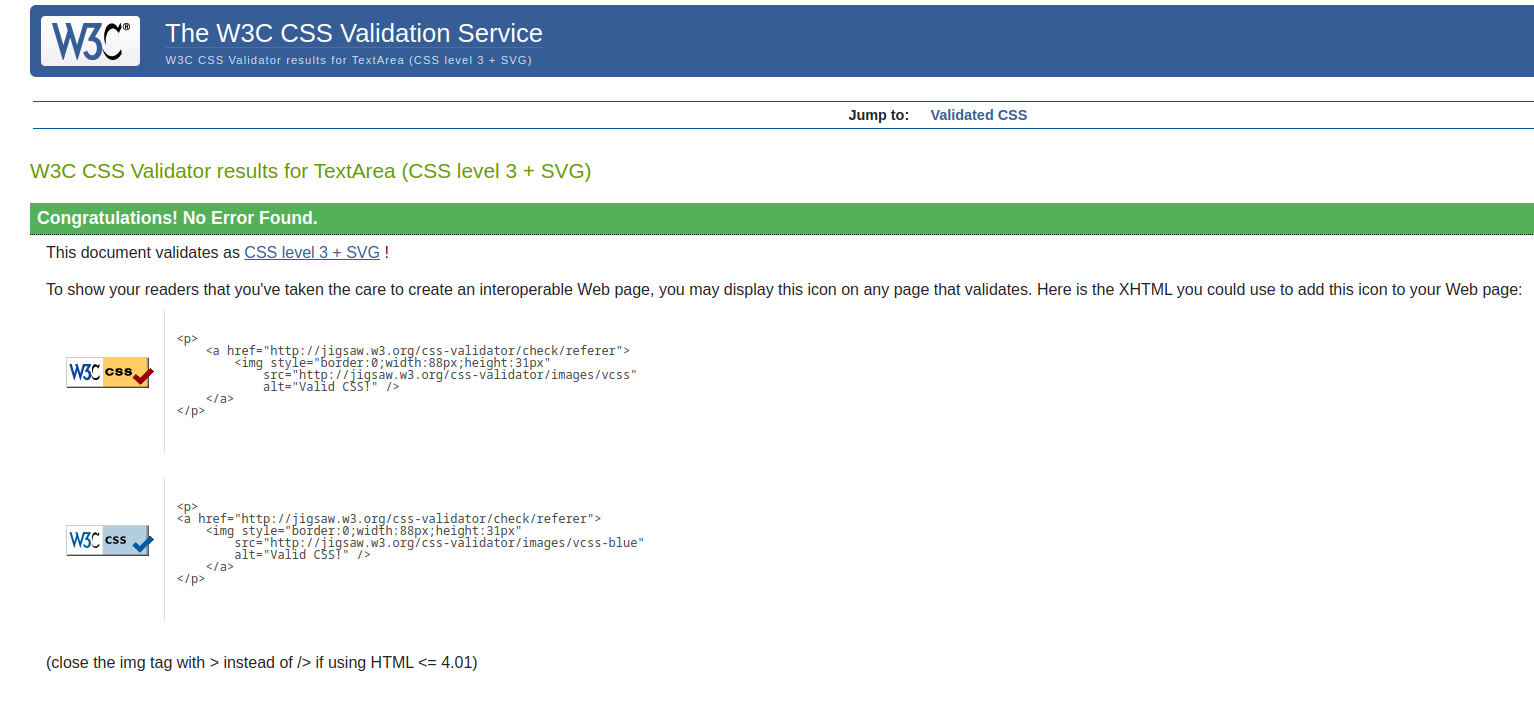 W3C®
The W3C CSS Validation Service
W3C CSS Validator results for TextArea (CSS level 3 + SVG)
Jump to: Validated CSS
W3C CSS Validator results for TextArea (CSS level 3 + SVG)
Congratulations! No Error Found.
This document validates as CSS level 3 + SVG !
To show your readers that you've taken the care to create an interoperable Web page, you may display this icon on any page that validates. Here is the XHTML you could use to add this icon to your Web page:
W3C css
<p>
    <a href="http://jigsaw.w3.org/css-validator/check/referer">
        <img style="border:0;width:88px;height:31px"
            src="http://jigsaw.w3.org/css-validator/images/vcss"
            alt="Valid CSS!" />
    </a>
</p>
W3C css
<p>
<a href="http://jigsaw.w3.org/css-validator/check/referer">
    <img style="border:0;width:88px;height:31px"
        src="http://jigsaw.w3.org/css-validator/images/vcss-blue"
        alt="Valid CSS!" />
    </a>
</p>
(close the img tag with > instead of /> if using HTML <= 4.01)